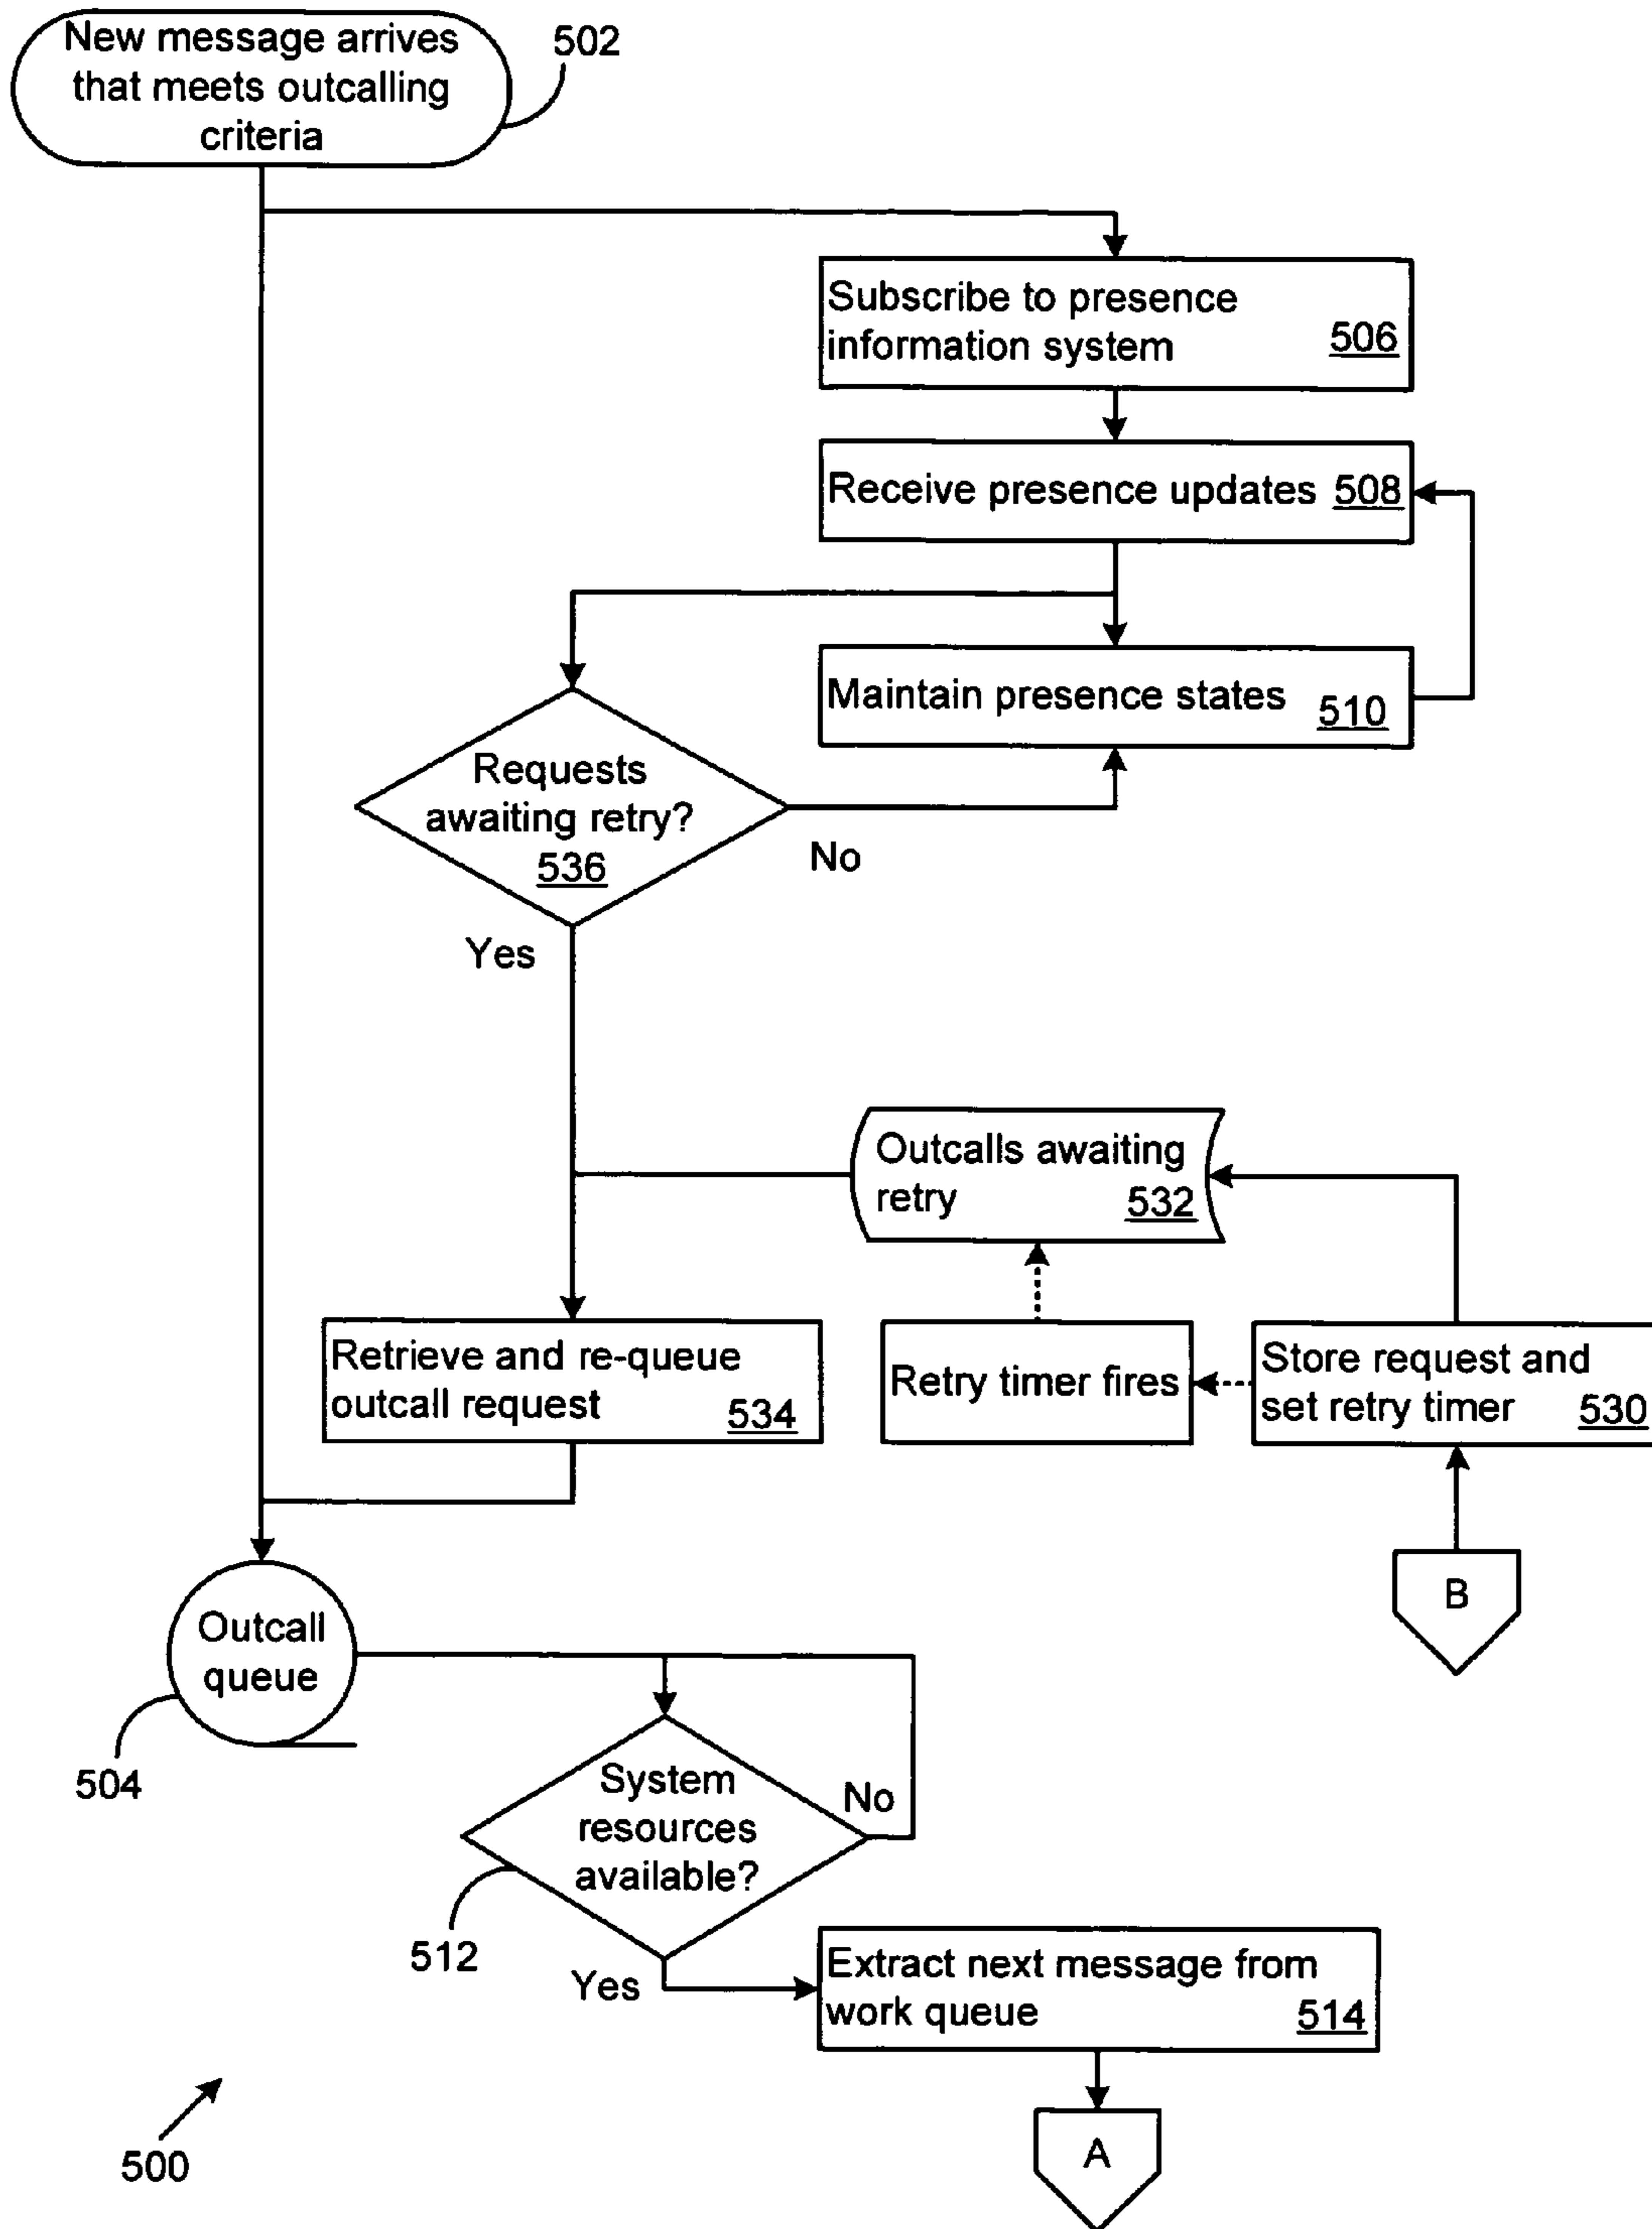 New message arrives
that meets outcalling
criteria
502
Subscribe to presence
information system
506
Receive presence updates 508
Maintain presence states
510
Requests
awaiting retry?
536
No
Yes
Outcalls awaiting
retry
532
Retrieve and re-queue
outcall request
534
Retry timer fires
Store request and
set retry timer
530
B
Outcall
queue
504
System
resources
available?
No
512
Yes
Extract next message from
work queue
514
A
500